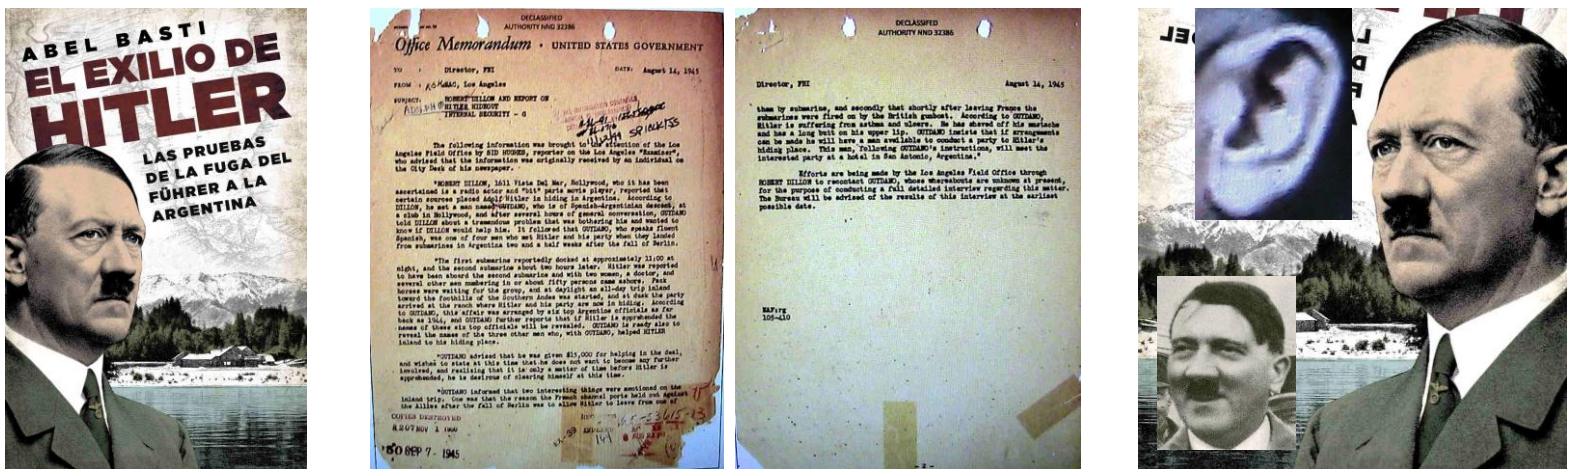 ABEL BASTI
EL EXILIO DE
HITLER
LAS PRUEBAS
DE LA FUGA DEL
FÜHRER A LA
ARGENTINA
DECLASSIFIED
AUTHORITY NND 32386
Office Memorandum · UNITED STATES GOVERNMENT
TO : Director, FBI DATE: August 14, 1945
FROM : SAC, Los Angeles
SUBJECT: ROBERT DILLON AND REPORT ON
HITLER HIDEOUT
INTERNAL SECURITY - G
The following information was brought to the attention of the Los
Angeles Field Office by SID HUGHES, reporter on the Los Angeles "Examiner",
who advised that the information was originally received by an individual on
the City Desk of his newspaper.
"ROBERT DILLON, 1611 Vista Del Mar, Hollywood, who it has been
ascertained is a radio actor and "bit" parts movie player, reported that
certain sources placed Adolf Hitler in hiding in Argentine. According to
DILLON, he met a man named GUIDANO, who is of Spanish-Argentinian descent, at
a club in Hollywood, and after several hours of general conversation, GUIDANO
told DILLON about a tremendous problem that was bothering him and wanted to
know if DILLON would help him. It followed that GUIDANO, who speaks fluent
Spanish, was one of four men who met Hitler and his party when they landed
from submarines in Argentina two and a half weeks after the fall of Berlin.
"The first submarine reportedly docked at approximately 11:00 at
night, and the second submarine about two hours later. Hitler was reported
to have been aboard the second submarine and with two women, a doctor, and
several other men numbering in or about fifty persons came ashore. Pack
horses were waiting for the group, and at daylight an all-day trip inland
toward the foothills of the Southern Andes was started, and at dusk the party
arrived at the ranch where Hitler and his party are now in hiding. According
to GUIDANO, this affair was arranged by six top Argentine officials as far
back as 1944, and GUIDANO further reports that if Hitler is apprehended the
names of these six top officials will be revealed. GUIDANO is ready also to
reveal the name of the three other men who, with GUIDANO, helped HITLER
inland to his hiding place.
"GUIDANO advised that he was given $15,000 for helping in the deal,
and wishes to state at this time that he does not want to become any further
involved, and realizing that it is only a matter of time before Hitler is
apprehended, he is desirous of clearing himself at this time.
"GUIDANO informed that two interesting things were mentioned on the
inland trip. One was that the reason the French channel ports held out against
the Allies after the fall of Berlin was to allow Hitler to leave from one of
COPIES DESTROYED
SEP 7 - 1945
DECLASSIFIED
AUTHORITY NND 32386
Director, FBI August 14, 1945
them by submarine, and secondly that shortly after leaving France the
submarines were fired on by the British gunboat. According to GUIDANO,
Hitler is suffering from asthma and ulcers. He has shaved off his mustache
and has a long butt on his upper lip. GUIDANO insists that if arrangements
can be made he will have a man available to conduct a party to Hitler's
hiding place. This man, following GUIDANO's instructions, will meet the
interested party at a hotel in San Antonio, Argentina."
Efforts are being made by the Los Angeles Field Office through
ROBERT DILLON to recontact GUIDANO, whose whereabouts are unknown at present,
for the purpose of conducting a full detailed interview regarding this matter.
The Bureau will be advised of the results of this interview at the earliest
possible date.
105-410
- 2 -